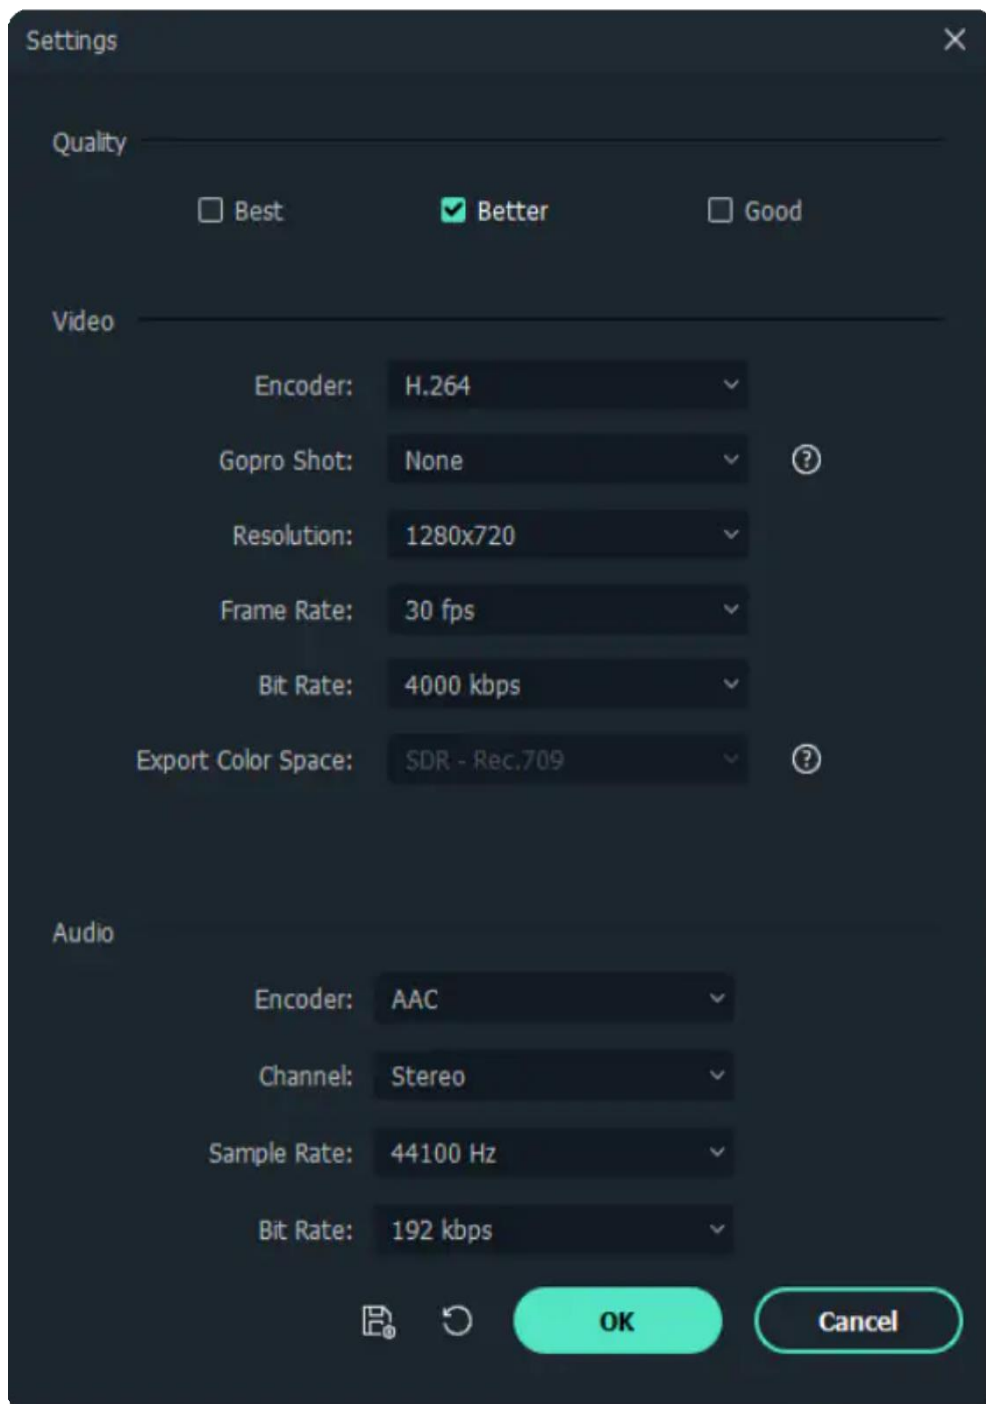 Settings
Quality
Best Better Good
Video
Encoder: H.264
Gopro Shot: None
Resolution: 1280x720
Frame Rate: 30 fps
Bit Rate: 4000 kbps
Export Color Space: SDR - Rec.709
Audio
Encoder: AAC
Channel: Stereo
Sample Rate: 44100 Hz
Bit Rate: 192 kbps
OK Cancel